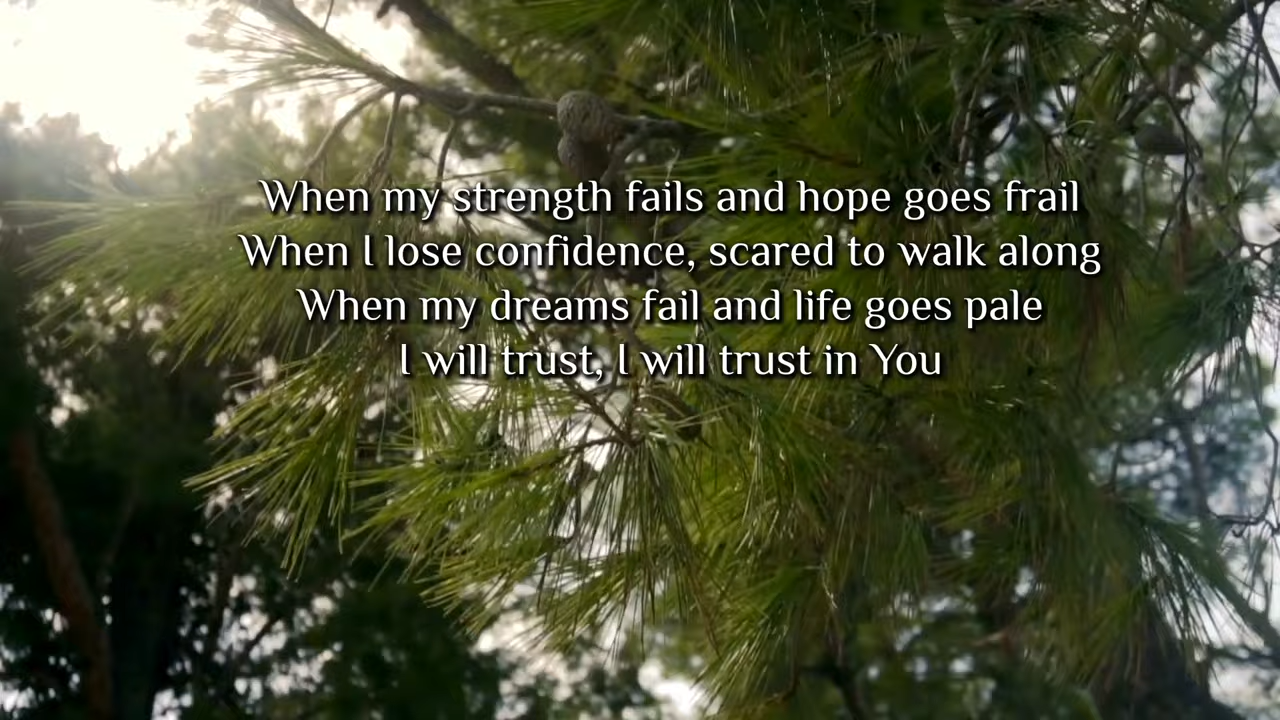 When my strength fails and hope goes frail
When I lose confidence, scared to walk along
When my dreams fail and life goes pale
I will trust, I will trust in You